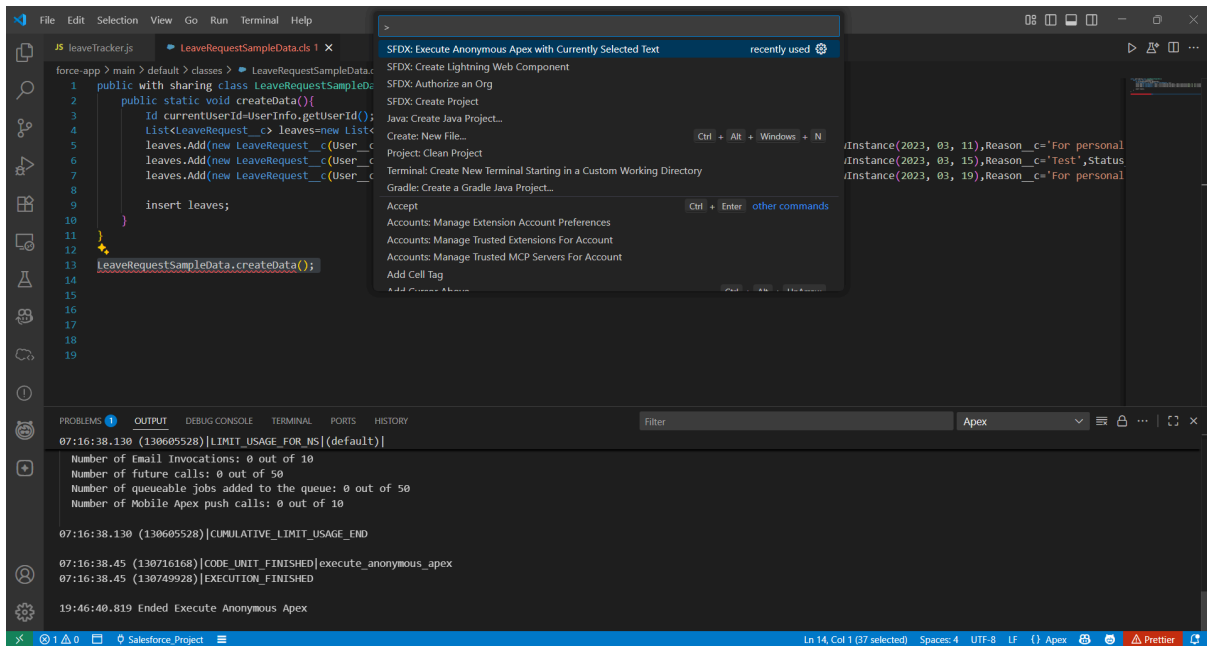 File Edit Selection View Go Run Terminal Help
>
JS leaveTracker.js
LeaveRequestSampleData.cls 1
force-app > main > default > classes > LeaveRequestSampleData.c
SFDX: Execute Anonymous Apex with Currently Selected Text recently used
SFDX: Create Lightning Web Component
SFDX: Authorize an Org
SFDX: Create Project
Java: Create Java Project...
Create: New File... Ctrl + Alt + Windows + N
Project: Clean Project
Terminal: Create New Terminal Starting in a Custom Working Directory
Gradle: Create a Gradle Java Project...
Accept Ctrl + Enter other commands
Accounts: Manage Extension Account Preferences
Accounts: Manage Trusted Extensions For Account
Accounts: Manage Trusted MCP Servers For Account
Add Cell Tag
Add Cursor Above Ctrl + Alt + UpArrow
1 public with sharing class LeaveRequestSampleDa
2 public static void createData(){
3 Id currentUserId=UserInfo.getUserId();
4 List<LeaveRequest__c> leaves=new List<
5 leaves.Add(new LeaveRequest__c(User__c wInstance(2023, 03, 11),Reason__c='For personal
6 leaves.Add(new LeaveRequest__c(User__c wInstance(2023, 03, 15),Reason__c='Test',Status
7 leaves.Add(new LeaveRequest__c(User__c wInstance(2023, 03, 19),Reason__c='For personal
8
9 insert leaves;
10 }
11 }
12
13 LeaveRequestSampleData.createData();
14
15
16
17
18
19
PROBLEMS 1 OUTPUT DEBUG CONSOLE TERMINAL PORTS HISTORY Filter Apex
07:16:38.130 (130605528)|LIMIT_USAGE_FOR_NS|(default)|
Number of Email Invocations: 0 out of 10
Number of future calls: 0 out of 50
Number of queueable jobs added to the queue: 0 out of 50
Number of Mobile Apex push calls: 0 out of 10
07:16:38.130 (130605528)|CUMULATIVE_LIMIT_USAGE_END
07:16:38.45 (130716168)|CODE_UNIT_FINISHED|execute_anonymous_apex
07:16:38.45 (130749928)|EXECUTION_FINISHED
19:46:40.819 Ended Execute Anonymous Apex
1 0 Salesforce_Project Ln 14, Col 1 (37 selected) Spaces: 4 UTF-8 LF {} Apex Prettier